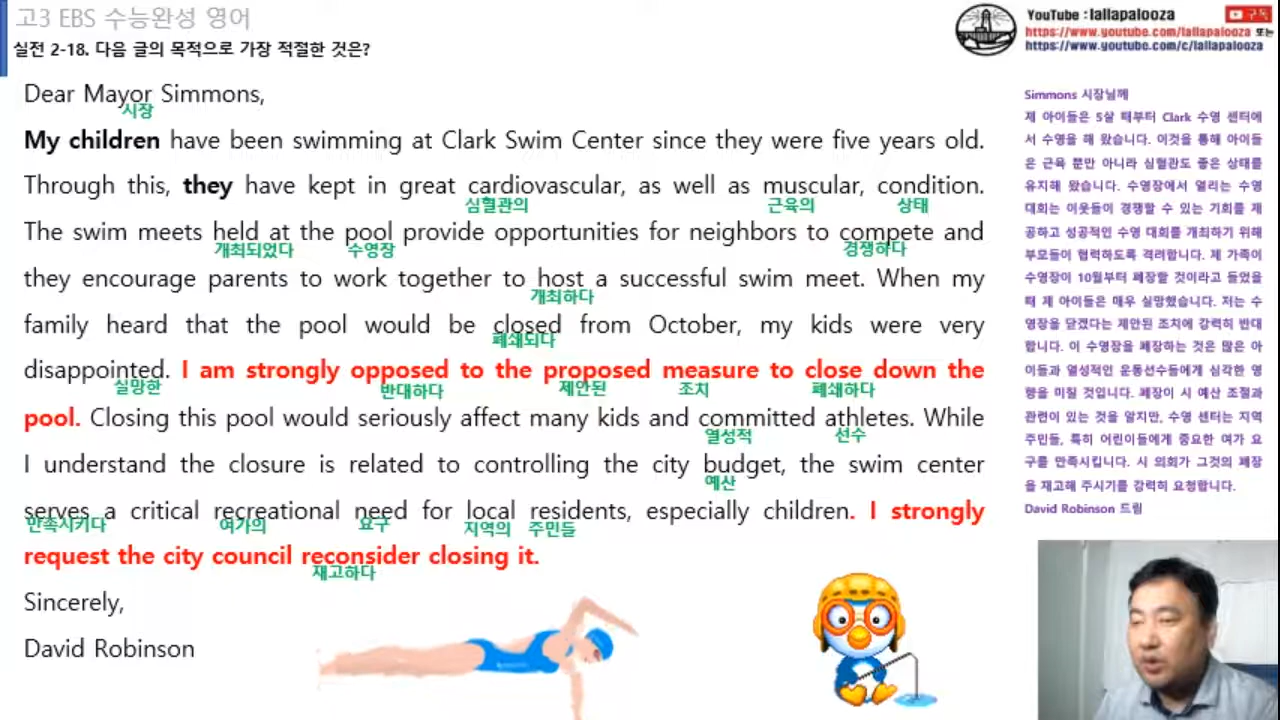 고3 EBS 수능완성 영어
실전 2-18. 다음 글의 목적으로 가장 적절한 것은?
YouTube : lallapalooza
구독
https://www.youtube.com/lallapalooza 또는
https://www.youtube.com/c/lallapalooza
Dear Mayor Simmons,
시장
My children have been swimming at Clark Swim Center since they were five years old.
Through this, they have kept in great cardiovascular, as well as muscular, condition.
심혈관의 근육의 상태
The swim meets held at the pool provide opportunities for neighbors to compete and
개최되었다 수영장 경쟁하다
they encourage parents to work together to host a successful swim meet. When my
개최하다
family heard that the pool would be closed from October, my kids were very
폐쇄되다
disappointed. I am strongly opposed to the proposed measure to close down the
실망한 반대하다 제안된 조치 폐쇄하다
pool. Closing this pool would seriously affect many kids and committed athletes. While
열성적 선수
I understand the closure is related to controlling the city budget, the swim center
예산
serves a critical recreational need for local residents, especially children. I strongly
만족시키다 여가의 요구 지역의 주민들
request the city council reconsider closing it.
재고하다
Sincerely,
David Robinson
Simmons 시장님께
제 아이들은 5살 때부터 Clark 수영 센터에
서 수영을 해 왔습니다. 이것을 통해 아이들
은 근육 뿐만 아니라 심혈관도 좋은 상태를
유지해 왔습니다. 수영장에서 열리는 수영
대회는 이웃들이 경쟁할 수 있는 기회를 제
공하고 성공적인 수영 대회를 개최하기 위해
부모들이 협력하도록 격려합니다. 제 가족이
수영장이 10월부터 폐장할 것이라고 들었을
때 제 아이들은 매우 실망했습니다. 저는 수
영장을 닫겠다는 제안된 조치에 강력히 반대
합니다. 이 수영장을 폐장하는 것은 많은 아
이들과 열성적인 운동선수들에게 심각한 영
향을 미칠 것입니다. 폐장이 시 예산 조절과
관련이 있는 것을 알지만, 수영 센터는 지역
주민들, 특히 어린이들에게 중요한 여가 요
구를 만족시킵니다. 시 의회가 그것의 폐장
을 재고해 주시기를 강력히 요청합니다.
David Robinson 드림